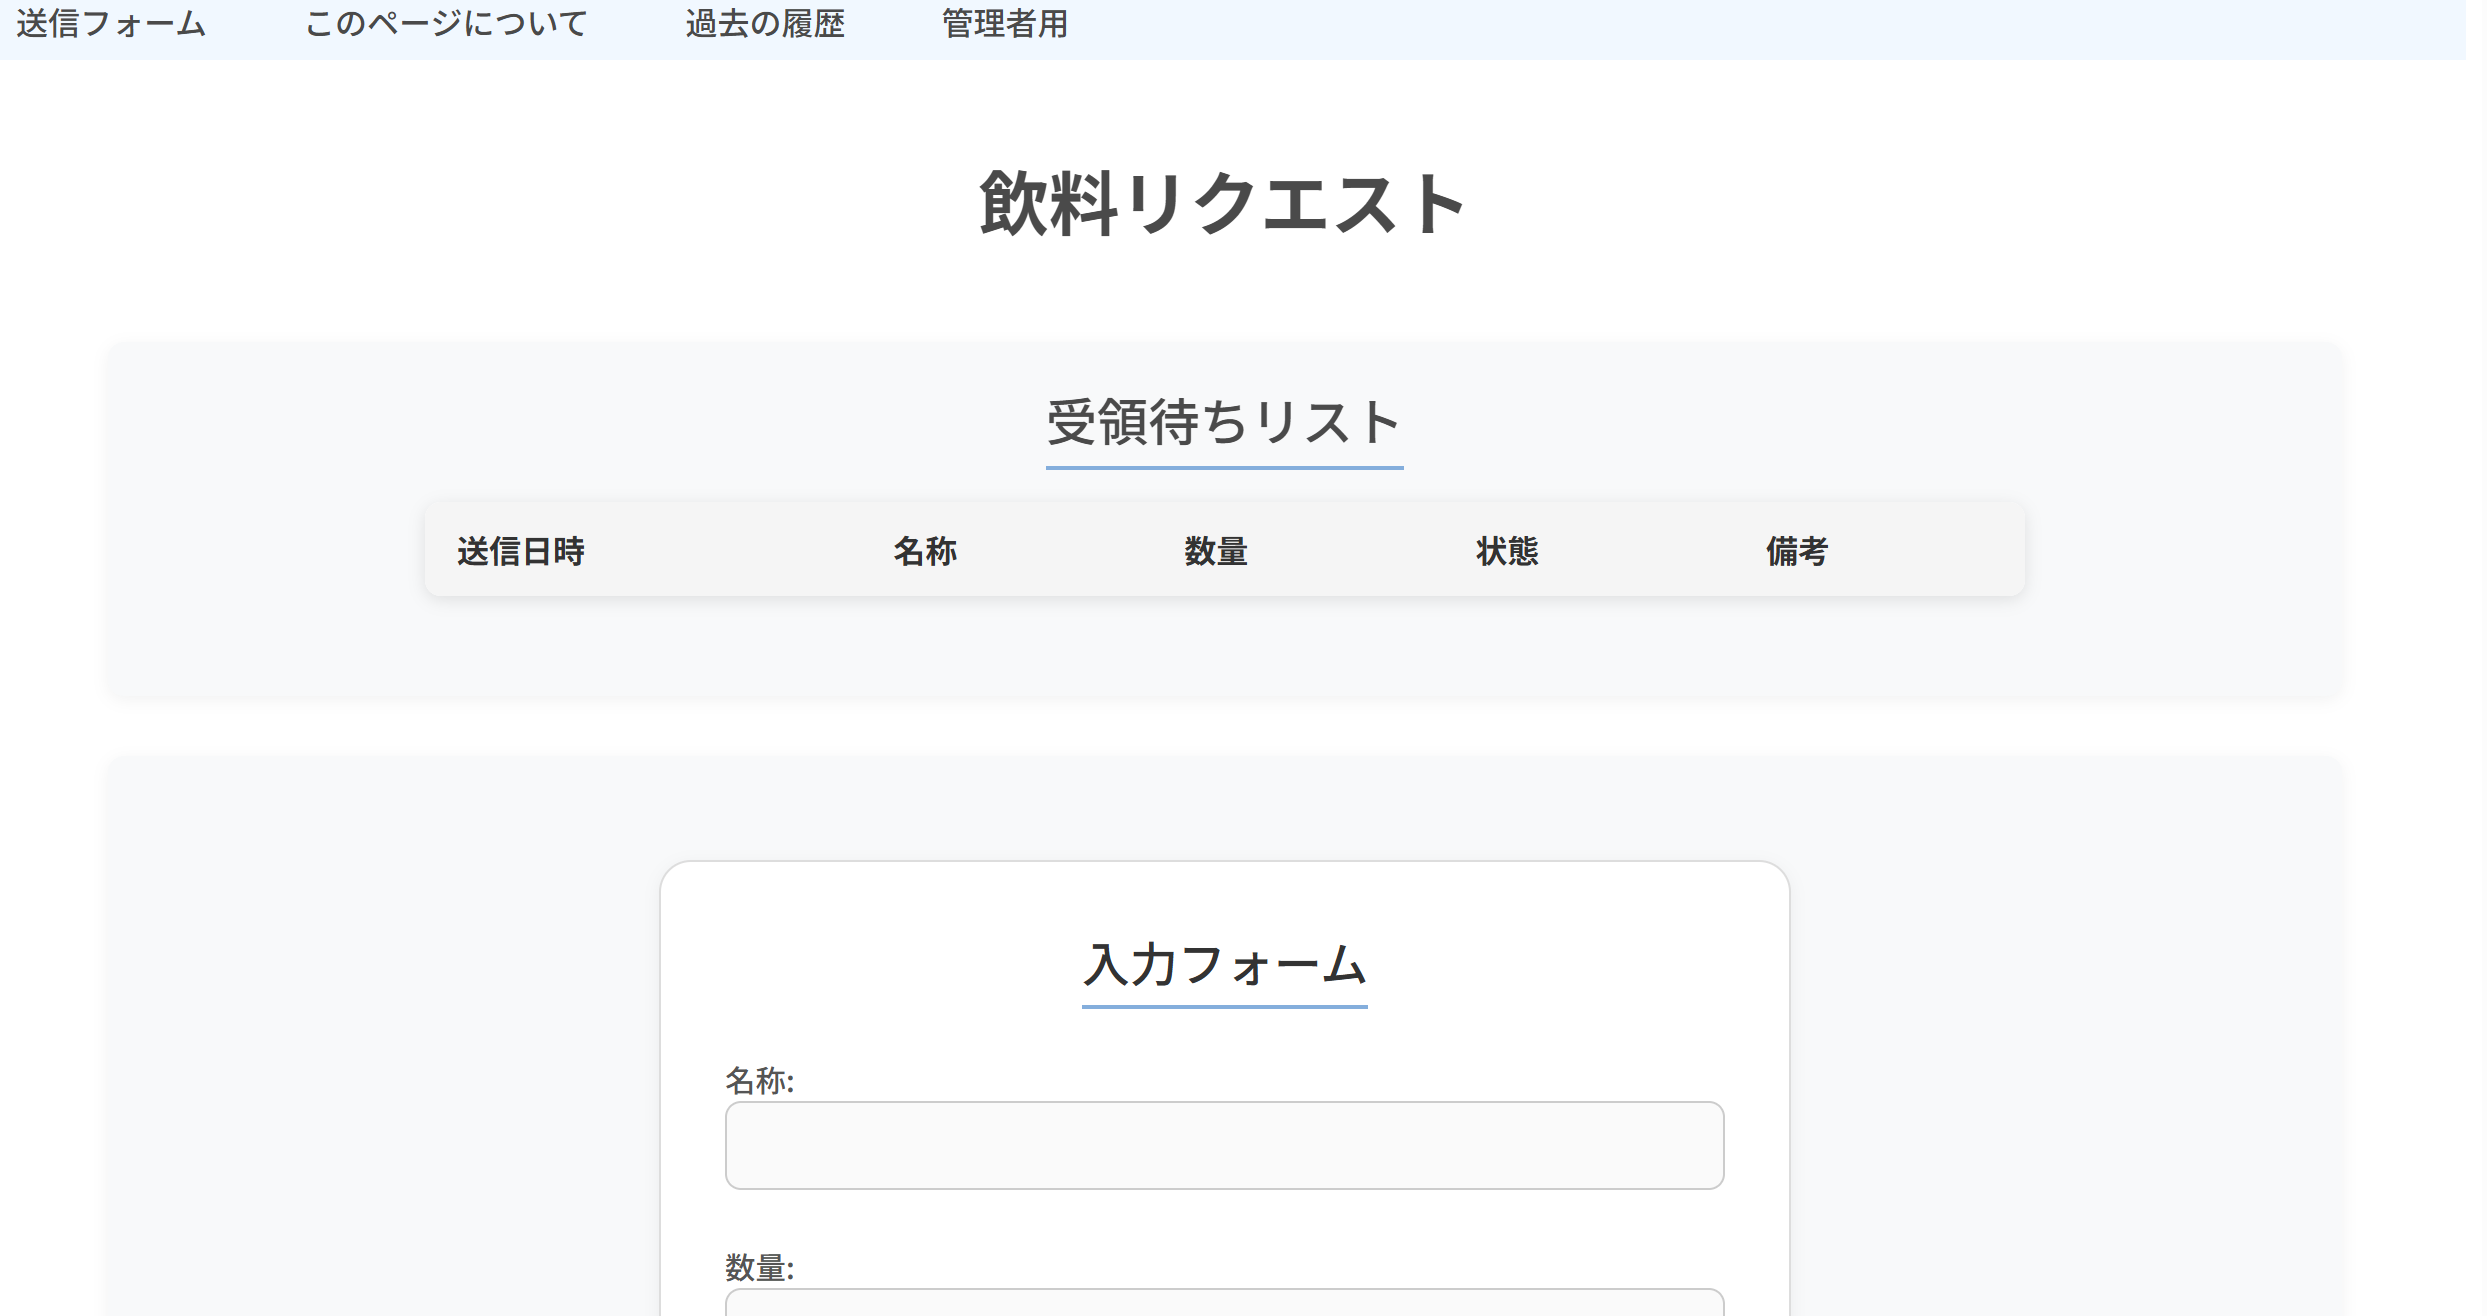 送信フォーム このページについて 過去の履歴 管理者用
飲料リクエスト
受領待ちリスト
送信日時 名称 数量 状態 備考
入力フォーム
名称:
数量: